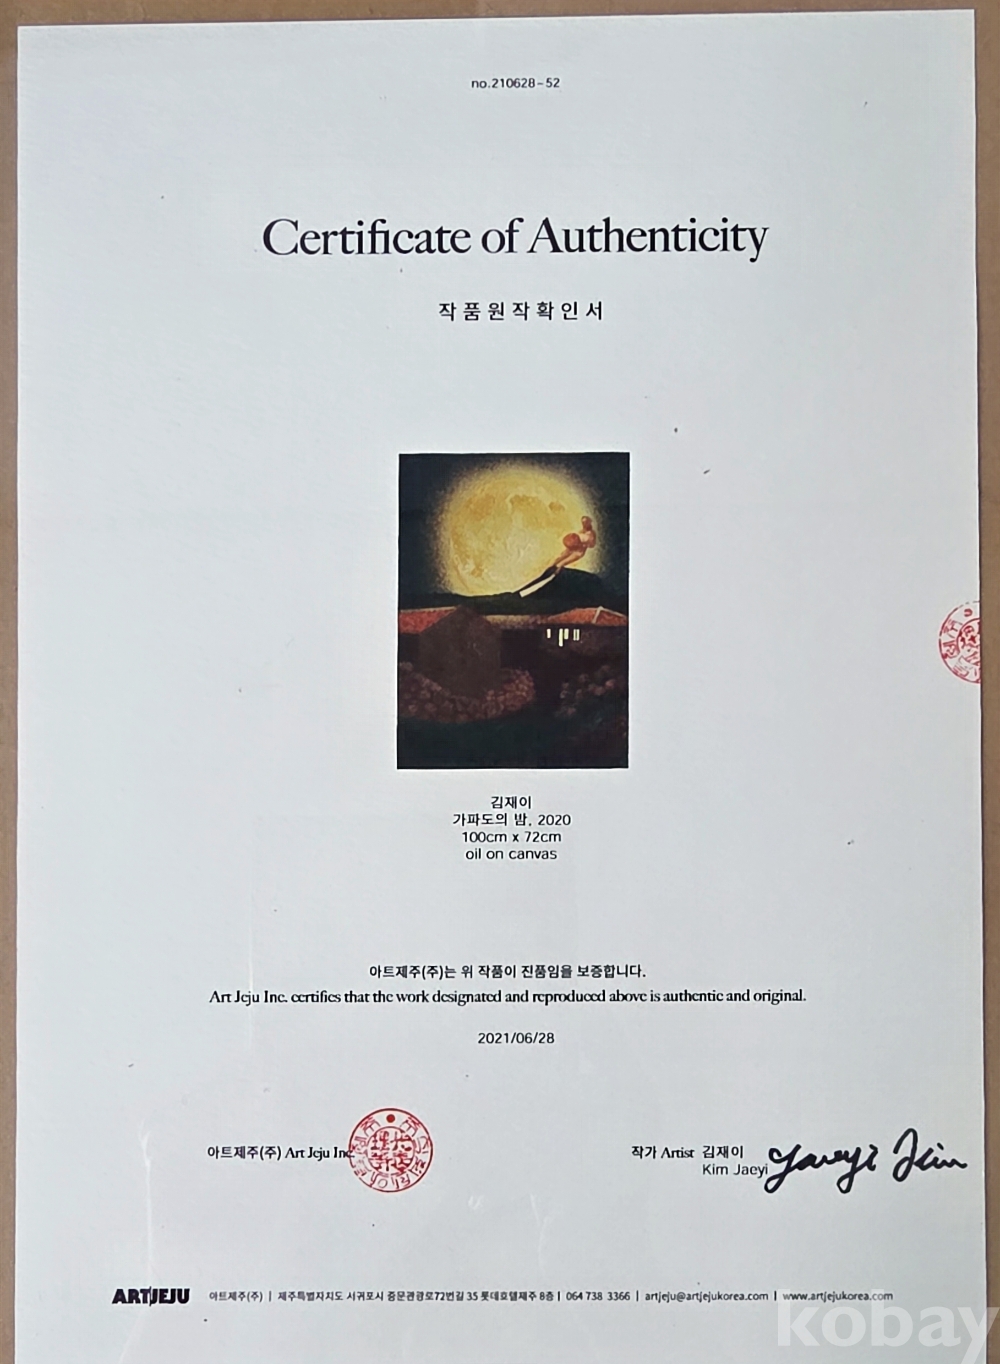 no.210628-52
Certificate of Authenticity
작품원작확인서
김재이
가파도의 밤, 2020
100cm x 72cm
oil on canvas
아트제주(주)는 위 작품이 진품임을 보증합니다.
Art Jeju Inc. certifies that the work designated and reproduced above is authentic and original.
2021/06/28
아트제주(주) Art Jeju Inc.
작가 Artist 김재이
Kim Jaeyi
Jaeyi Kim
ARTJEJU 아트제주(주) | 제주특별자치도 서귀포시 중문관광로72번길 35 롯데호텔제주 8층 | 064 738 3366 | artjeju@artjejukorea.com | www.artjejukorea.com
kobay